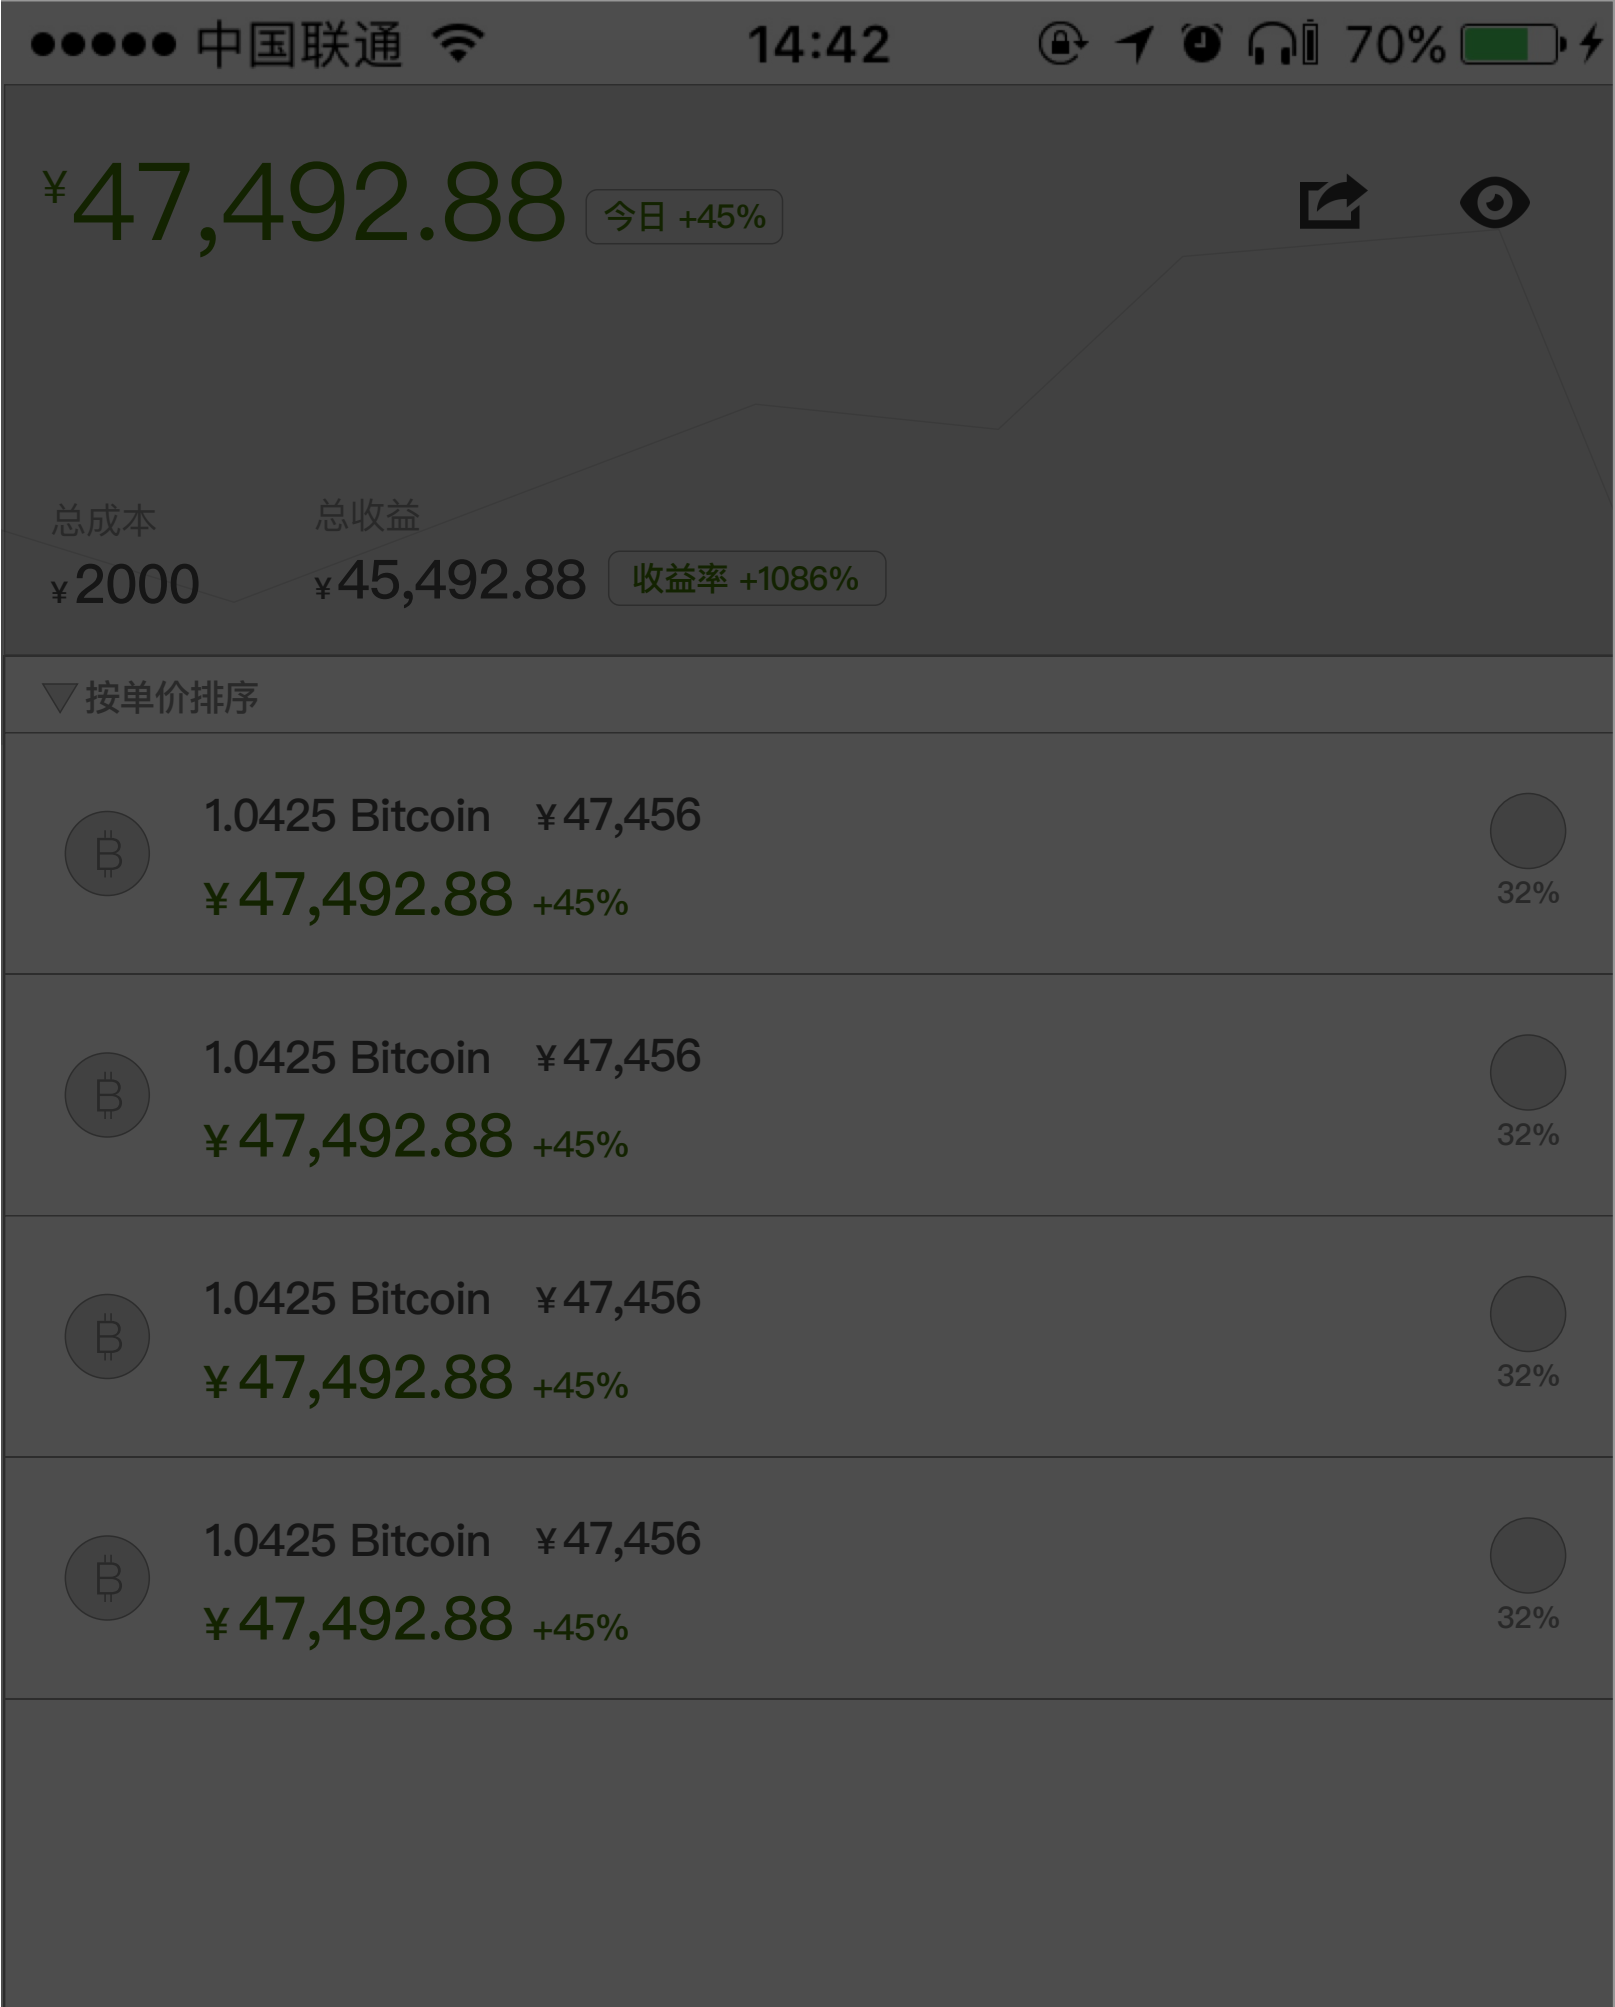 中国联通 14:42 70%
¥47,492.88 今日 +45%
总成本 总收益
¥2000 ¥45,492.88 收益率 +1086%
按单价排序
1.0425 Bitcoin ¥47,456
¥47,492.88 +45%
32%
1.0425 Bitcoin ¥47,456
¥47,492.88 +45%
32%
1.0425 Bitcoin ¥47,456
¥47,492.88 +45%
32%
1.0425 Bitcoin ¥47,456
¥47,492.88 +45%
32%